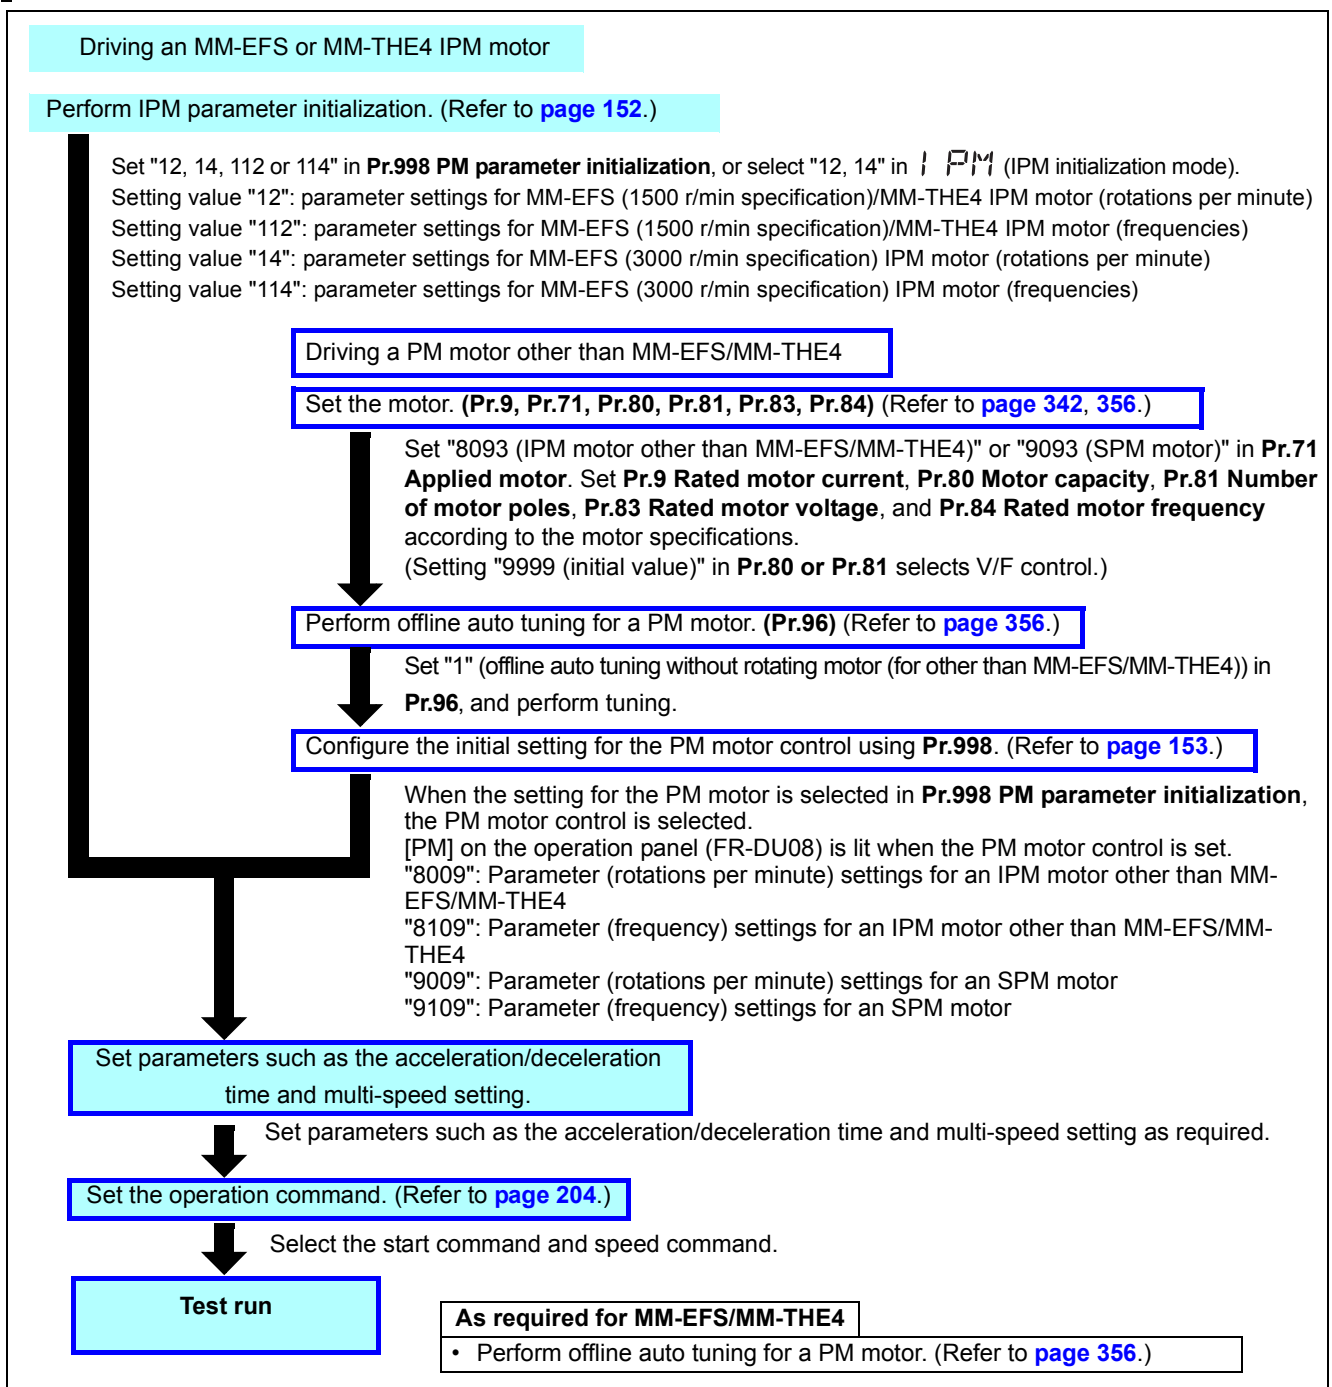 Driving an MM-EFS or MM-THE4 IPM motor
Perform IPM parameter initialization. (Refer to page 152.)
Set "12, 14, 112 or 114" in Pr.998 PM parameter initialization, or select "12, 14" in IPM (IPM initialization mode).
Setting value "12": parameter settings for MM-EFS (1500 r/min specification)/MM-THE4 IPM motor (rotations per minute)
Setting value "112": parameter settings for MM-EFS (1500 r/min specification)/MM-THE4 IPM motor (frequencies)
Setting value "14": parameter settings for MM-EFS (3000 r/min specification) IPM motor (rotations per minute)
Setting value "114": parameter settings for MM-EFS (3000 r/min specification) IPM motor (frequencies)
Driving a PM motor other than MM-EFS/MM-THE4
Set the motor. (Pr.9, Pr.71, Pr.80, Pr.81, Pr.83, Pr.84) (Refer to page 342, 356.)
Set "8093 (IPM motor other than MM-EFS/MM-THE4)" or "9093 (SPM motor)" in Pr.71
Applied motor. Set Pr.9 Rated motor current, Pr.80 Motor capacity, Pr.81 Number
of motor poles, Pr.83 Rated motor voltage, and Pr.84 Rated motor frequency
according to the motor specifications.
(Setting "9999 (initial value)" in Pr.80 or Pr.81 selects V/F control.)
Perform offline auto tuning for a PM motor. (Pr.96) (Refer to page 356.)
Set "1" (offline auto tuning without rotating motor (for other than MM-EFS/MM-THE4)) in
Pr.96, and perform tuning.
Configure the initial setting for the PM motor control using Pr.998. (Refer to page 153.)
When the setting for the PM motor is selected in Pr.998 PM parameter initialization,
the PM motor control is selected.
[PM] on the operation panel (FR-DU08) is lit when the PM motor control is set.
"8009": Parameter (rotations per minute) settings for an IPM motor other than MM-
EFS/MM-THE4
"8109": Parameter (frequency) settings for an IPM motor other than MM-EFS/MM-
THE4
"9009": Parameter (rotations per minute) settings for an SPM motor
"9109": Parameter (frequency) settings for an SPM motor
Set parameters such as the acceleration/deceleration
time and multi-speed setting.
Set parameters such as the acceleration/deceleration time and multi-speed setting as required.
Set the operation command. (Refer to page 204.)
Select the start command and speed command.
Test run
As required for MM-EFS/MM-THE4
• Perform offline auto tuning for a PM motor. (Refer to page 356.)